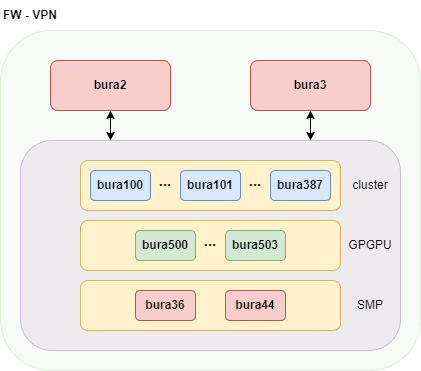 FW - VPN
bura2
bura3
bura100 ... bura101 ... bura387 cluster
bura500 ... bura503 GPGPU
bura36 bura44 SMP